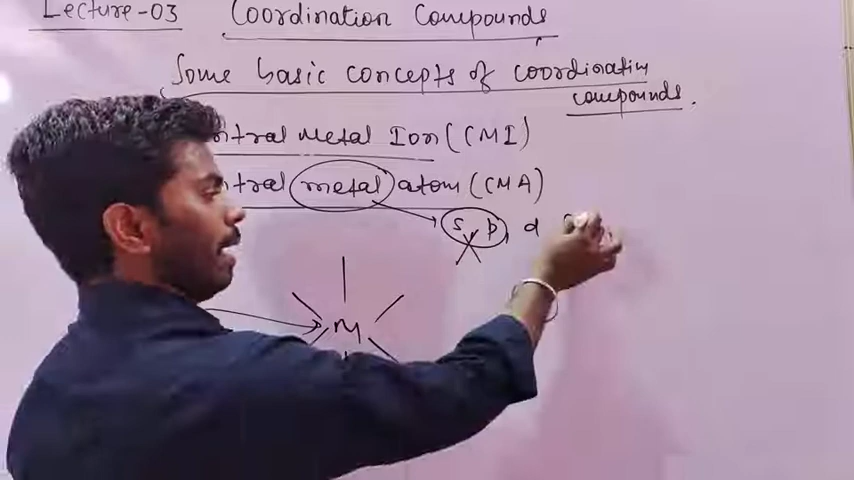 Lecture-03
Coordination Compounds
Some basic concepts of coordination
compounds.
ntral Metal Ion (CMI)
ntral metal atom (CMA)
s, p, d
M